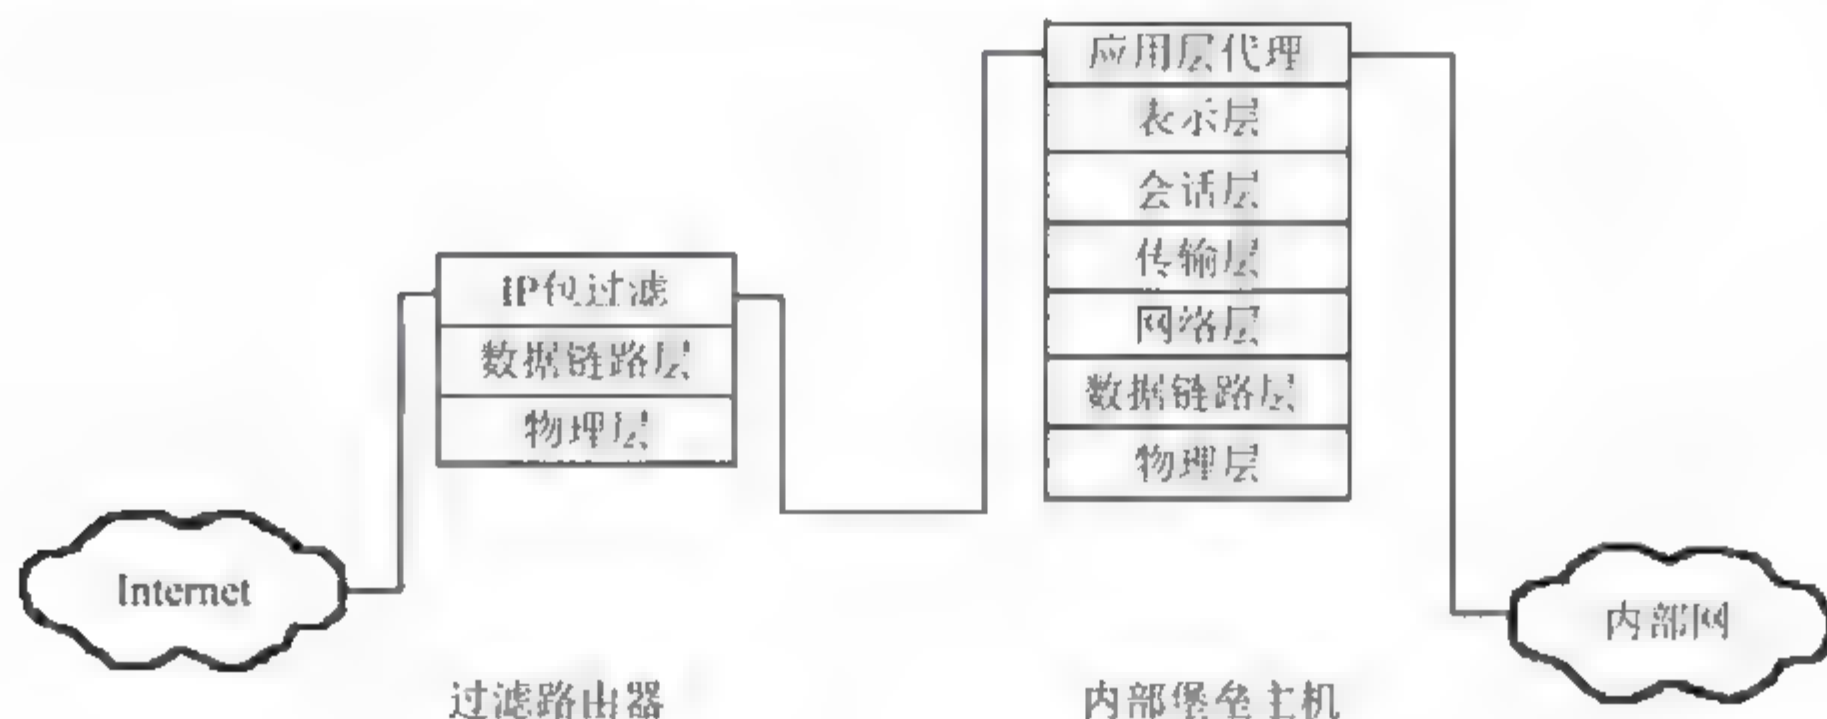 应用层代理
表示层
会话层
传输层
网络层
数据链路层
物理层
IP包过滤
数据链路层
物理层
Internet
内部网
过滤路由器
内部堡垒主机